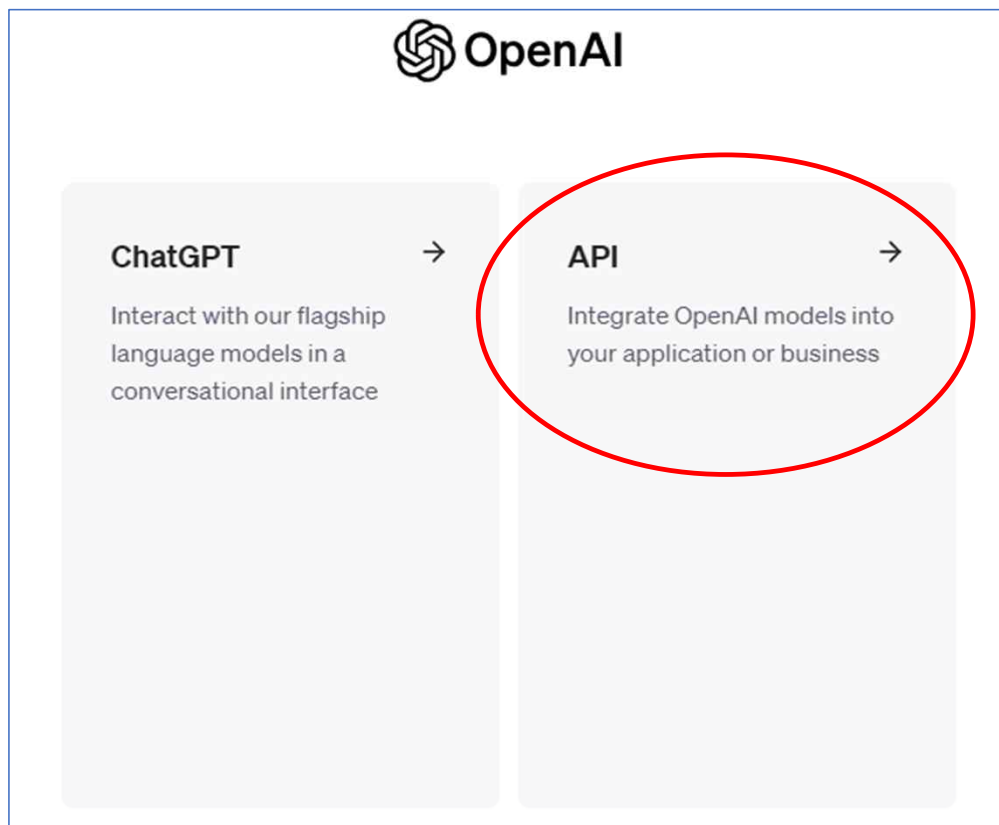 OpenAI
ChatGPT →
Interact with our flagship
language models in a
conversational interface
API →
Integrate OpenAI models into
your application or business